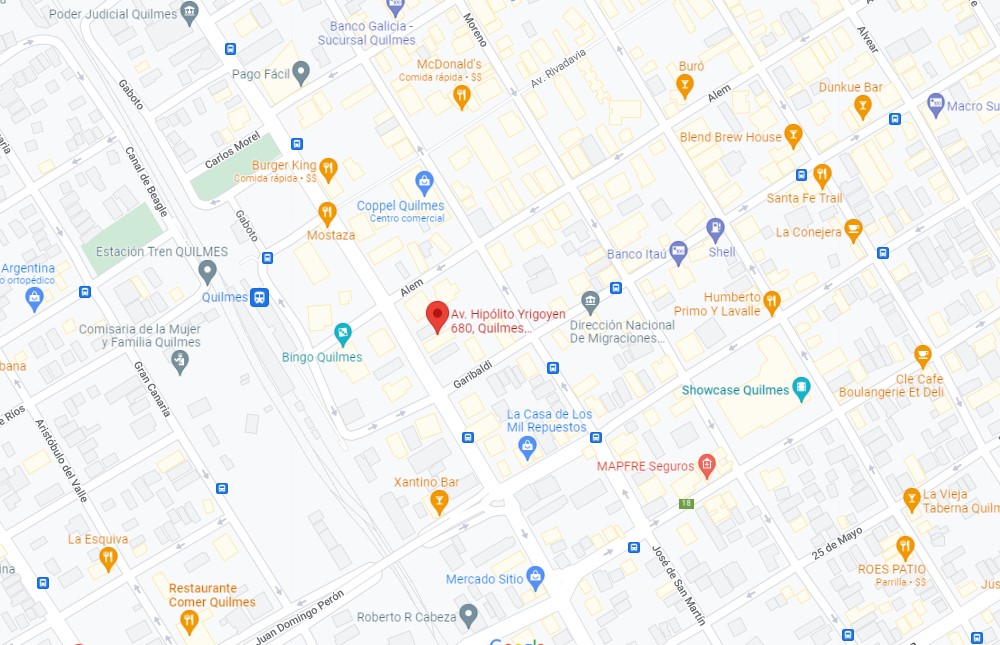 Poder Judicial Quilmes
Banco Galicia -
Sucursal Quilmes
Moreno
Alvear
Pago Fácil
McDonald's
Comida rápida • $$
Av. Rivadavia
Buró
Alem
Dunkue Bar
Macro Su
Gaboto
Carlos Morel
Blend Brew House
Canal de Beagle
Burger King
Comida rápida • $$
Coppel Quilmes
Centro comercial
Santa Fe Trail
Mostaza
Gaboto
La Conejera
Estación Tren QUILMES
Banco Itaú
Shell
Argentina
o ortopédico
Quilmes
Alem
Humberto
Primo Y Lavalle
Av. Hipólito Yrigoyen
680, Quilmes...
Dirección Nacional
De Migraciones...
Comisaria de la Mujer
y Familia Quilmes
Bingo Quilmes
Garibaldi
bana
Gran Canaria
Showcase Quilmes
Cle Cafe
Boulangerie Et Deli
e Ríos
La Casa de Los
Mil Repuestos
Aristóbulo del Valle
MAPFRE Seguros
Xantino Bar
18
La Vieja
Taberna Quilm
La Esquiva
25 de Mayo
ina
José de San Martín
ROES PATIO
Parrilla • $$
Restaurante
Comer Quilmes
Mercado Sitio
Jus
Juan Domingo Perón
Roberto R Cabeza
Google